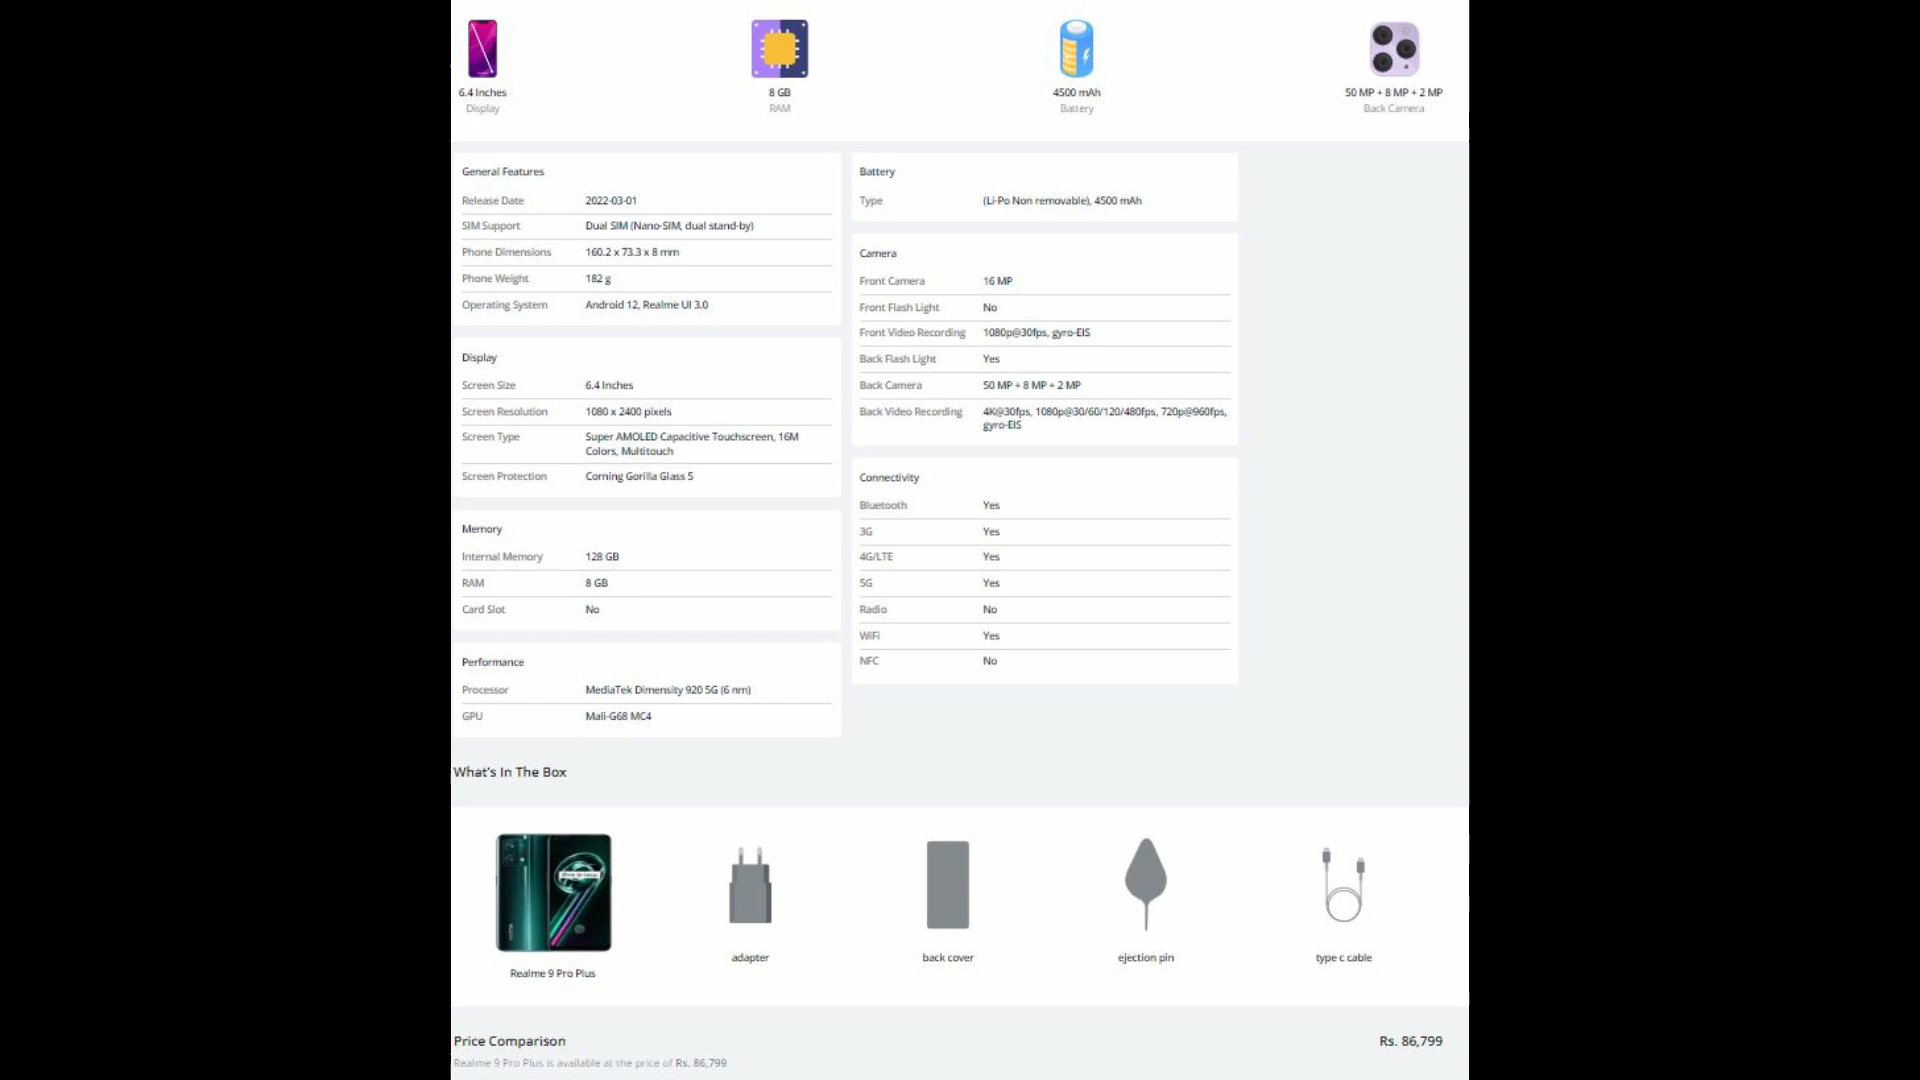 6.4 Inches
Display
8 GB
RAM
4500 mAh
Battery
50 MP + 8 MP + 2 MP
Back Camera
General Features
Release Date 2022-03-01
SIM Support Dual SIM (Nano-SIM, dual stand-by)
Phone Dimensions 160.2 x 73.3 x 8 mm
Phone Weight 182 g
Operating System Android 12, Realme UI 3.0
Display
Screen Size 6.4 Inches
Screen Resolution 1080 x 2400 pixels
Screen Type Super AMOLED Capacitive Touchscreen, 16M
Colors, Multitouch
Screen Protection Corning Gorilla Glass 5
Memory
Internal Memory 128 GB
RAM 8 GB
Card Slot No
Performance
Processor MediaTek Dimensity 920 5G (6 nm)
GPU Mali-G68 MC4
Battery
Type (Li-Po Non removable), 4500 mAh
Camera
Front Camera 16 MP
Front Flash Light No
Front Video Recording 1080p@30fps, gyro-EIS
Back Flash Light Yes
Back Camera 50 MP + 8 MP + 2 MP
Back Video Recording 4K@30fps, 1080p@30/60/120/480fps, 720p@960fps,
gyro-EIS
Connectivity
Bluetooth Yes
3G Yes
4G/LTE Yes
5G Yes
Radio No
WiFi Yes
NFC No
What's In The Box
realme
Realme 9 Pro Plus
adapter
back cover
ejection pin
type c cable
Price Comparison
Rs. 86,799
Realme 9 Pro Plus is available at the price of Rs. 86,799